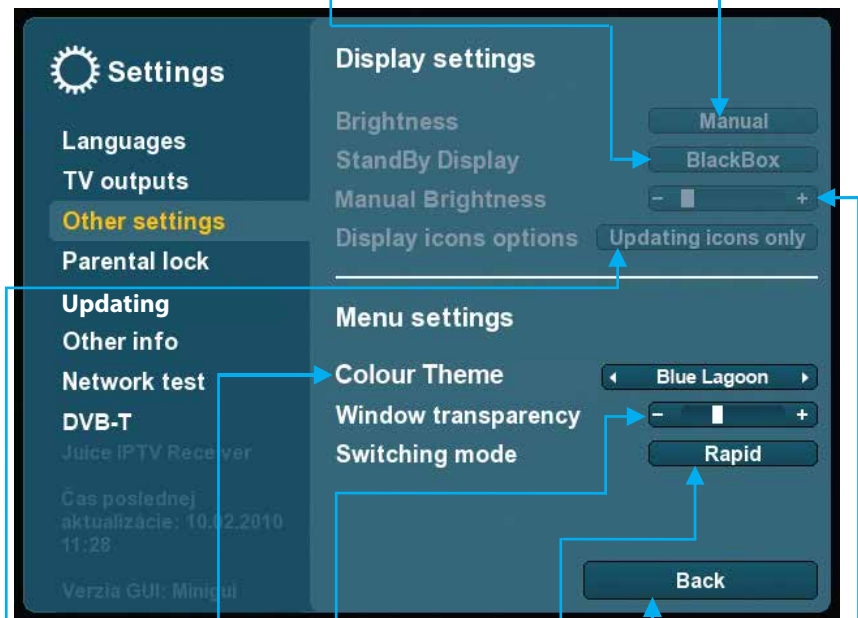 Settings
Languages
TV outputs
Other settings
Parental lock
Updating
Other info
Network test
DVB-T
Juice IPTV Receiver
Čas poslednej
aktualizácie: 10.02.2010
11:28
Verzia GUI: Minigui
Display settings
Brightness Manual
StandBy Display BlackBox
Manual Brightness - +
Display icons options Updating icons only
Menu settings
Colour Theme Blue Lagoon
Window transparency - +
Switching mode Rapid
Back